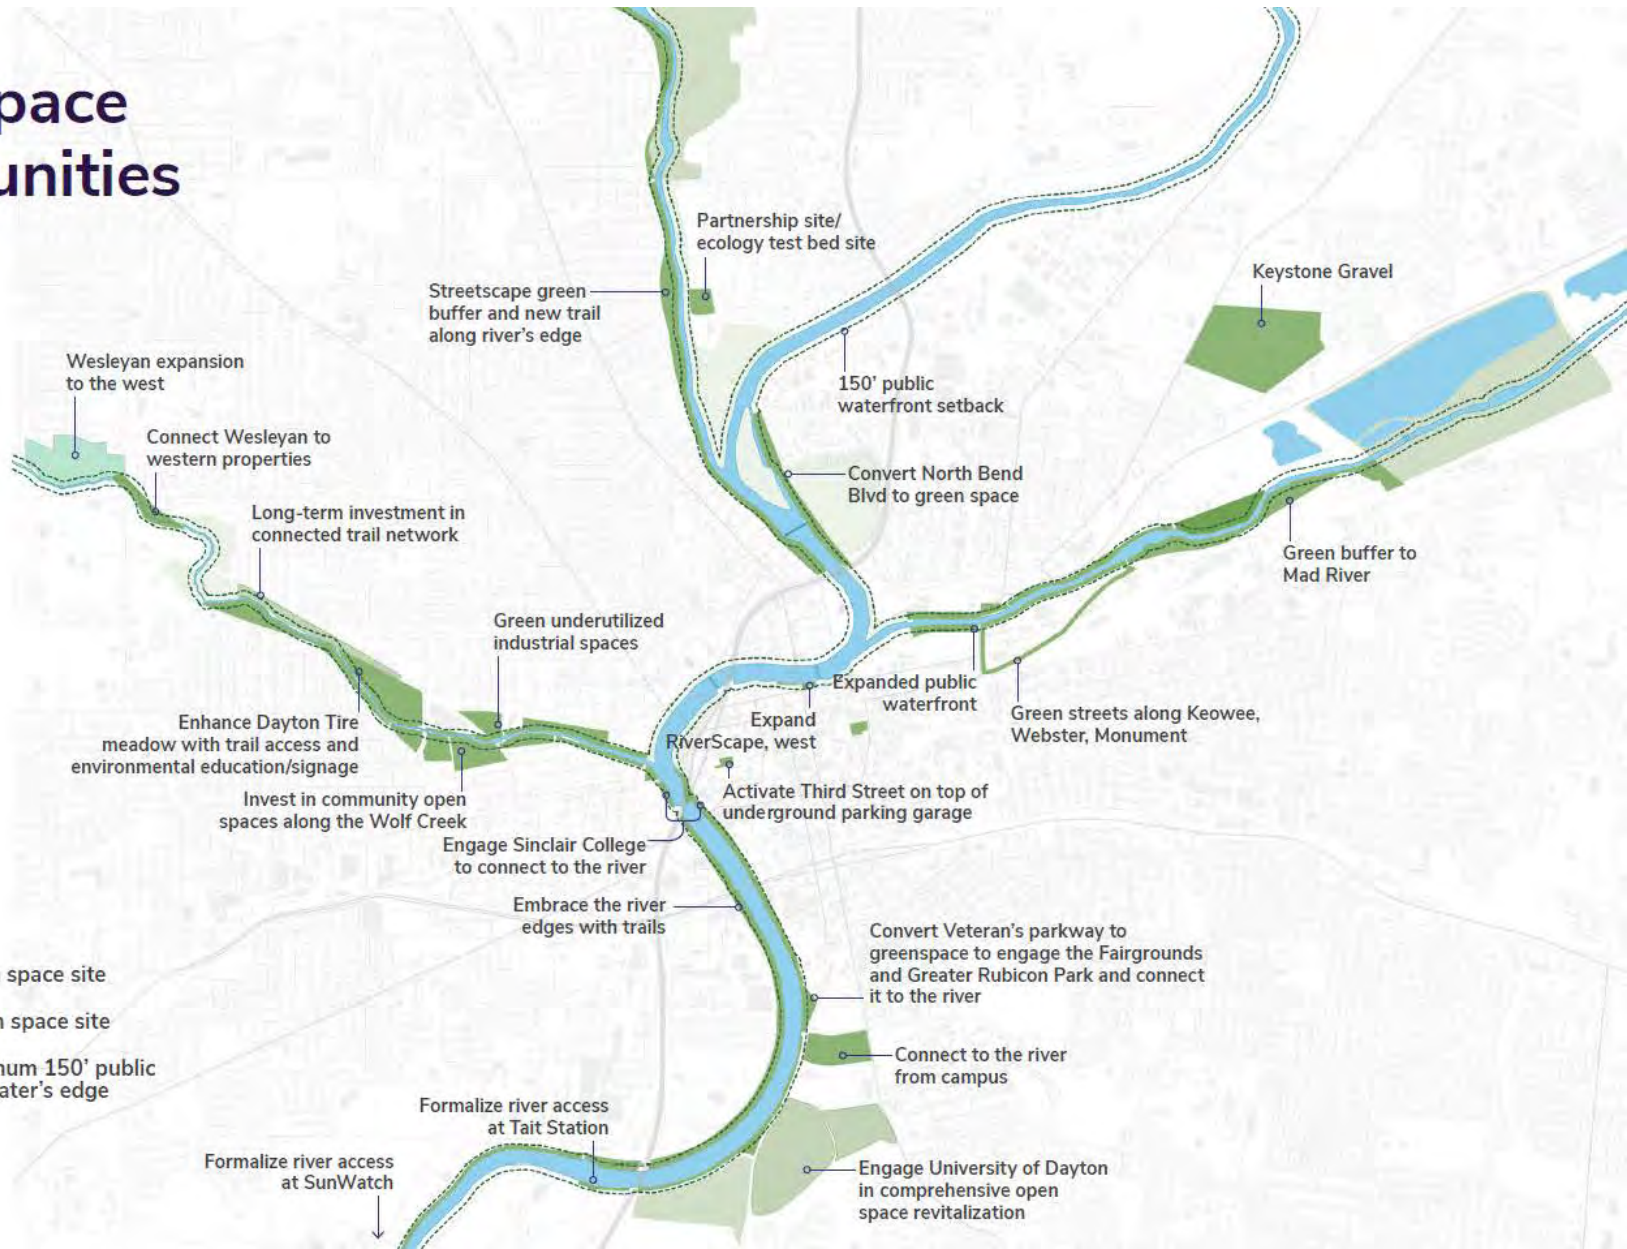 pace
unities
Partnership site/
ecology test bed site
Streetscape green
buffer and new trail
along river's edge
Keystone Gravel
Wesleyan expansion
to the west
150' public
waterfront setback
Connect Wesleyan to
western properties
Convert North Bend
Blvd to green space
Long-term investment in
connected trail network
Green buffer to
Mad River
Green underutilized
industrial spaces
Expanded public
waterfront
Expand
RiverScape, west
Green streets along Keowee,
Webster, Monument
Enhance Dayton Tire
meadow with trail access and
environmental education/signage
Activate Third Street on top of
underground parking garage
Invest in community open
spaces along the Wolf Creek
Engage Sinclair College
to connect to the river
Embrace the river
edges with trails
Convert Veteran's parkway to
greenspace to engage the Fairgrounds
and Greater Rubicon Park and connect
it to the river
space site
n space site
num 150' public
ater's edge
Connect to the river
from campus
Formalize river access
at Tait Station
Formalize river access
at SunWatch
Engage University of Dayton
in comprehensive open
space revitalization